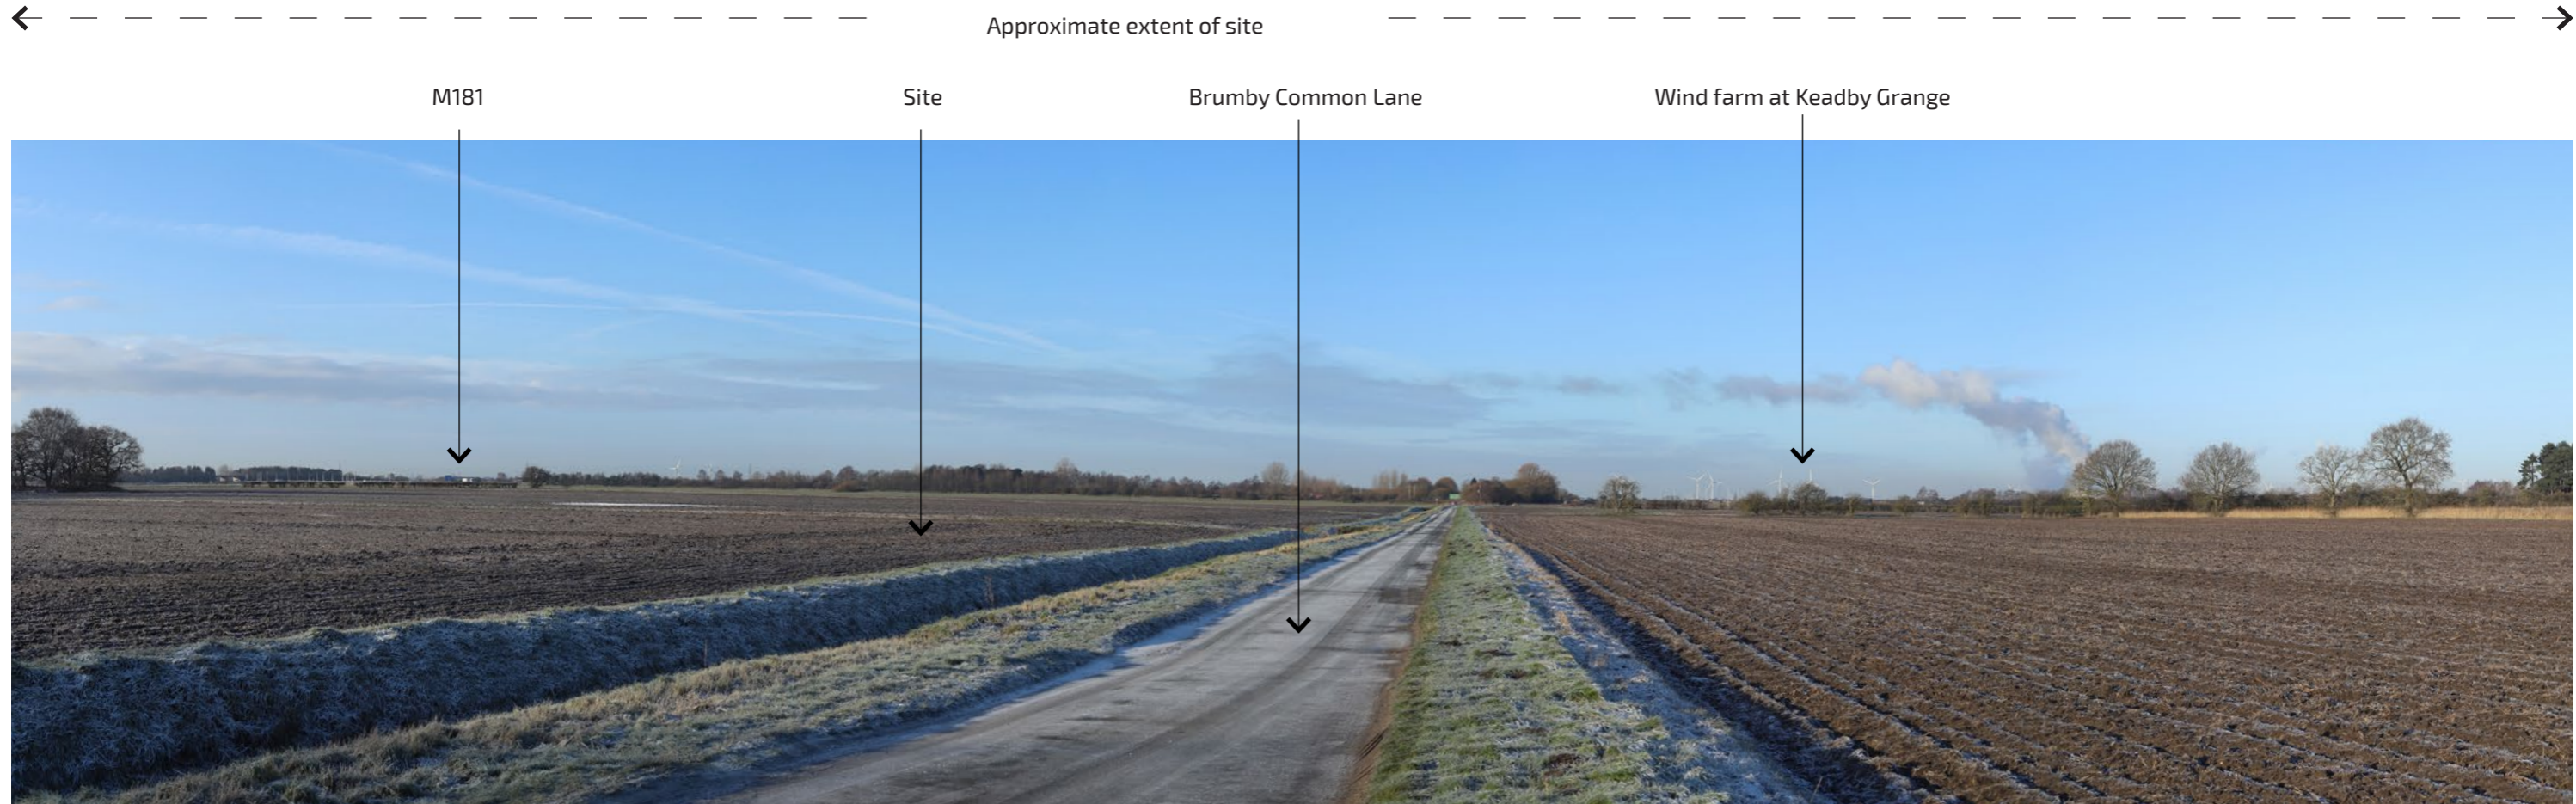 Approximate extent of site
M181
Site
Brumby Common Lane
Wind farm at Keadby Grange